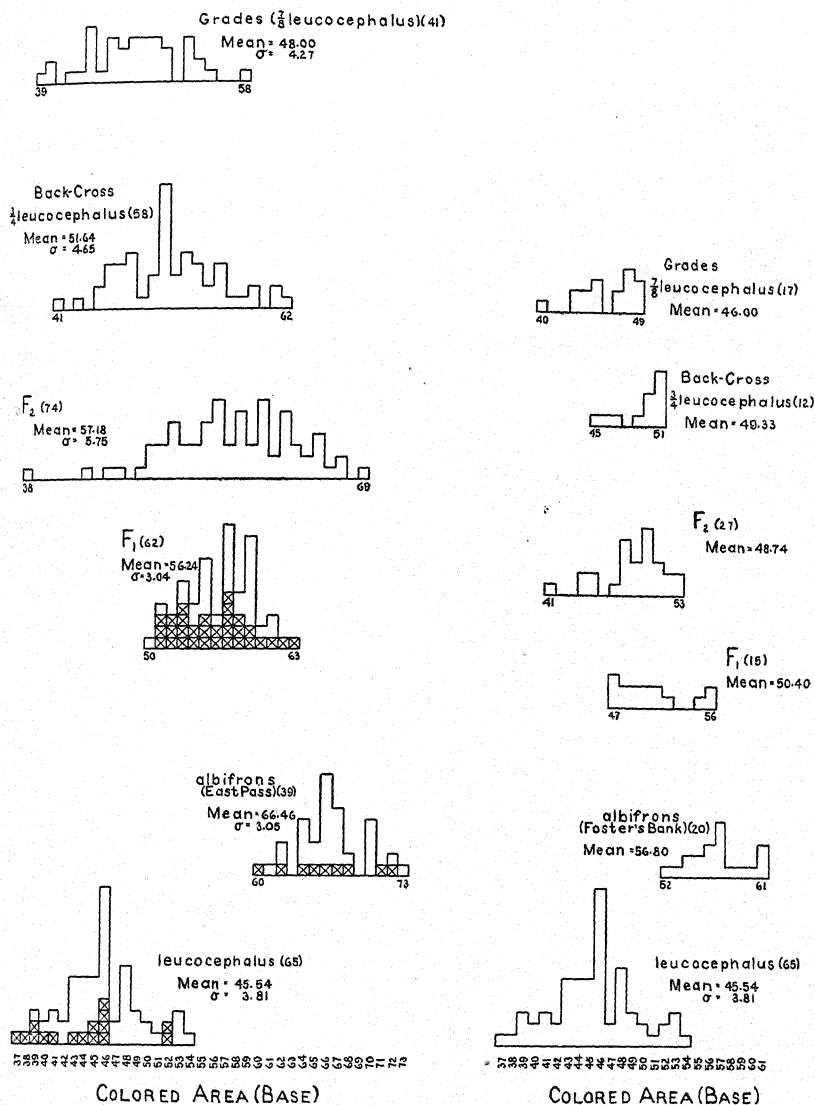 Grades (7/8 leucocephalus)(41)
Mean = 48.00
σ = 4.27
39 58
Back-Cross
3/4 leucocephalus (58)
Mean = 51.64
σ = 4.65
41 62
F2 (74)
Mean = 57.18
σ = 5.75
38 69
F1 (62)
Mean = 56.24
σ = 3.04
50 63
albifrons
(East Pass)(39)
Mean = 66.46
σ = 3.05
60 73
leucocephalus (65)
Mean = 45.54
σ = 3.81
37 38 39 40 41 42 43 44 45 46 47 48 49 50 51 52 53 54 55 56 57 58 59 60 61 62 63 64 65 66 67 68 69 70 71 72 73
COLORED AREA (BASE)
Grades
7/8 leucocephalus (17)
Mean = 46.00
40 49
Back-Cross
3/4 leucocephalus (12)
Mean = 49.33
45 51
F2 (27)
Mean = 48.74
41 53
F1 (15)
Mean = 50.40
47 56
albifrons
(Foster's Bank)(20)
Mean = 56.80
52 61
leucocephalus (65)
Mean = 45.54
σ = 3.81
37 38 39 40 41 42 43 44 45 46 47 48 49 50 51 52 53 54 55 56 57 58 59 60 61
COLORED AREA (BASE)